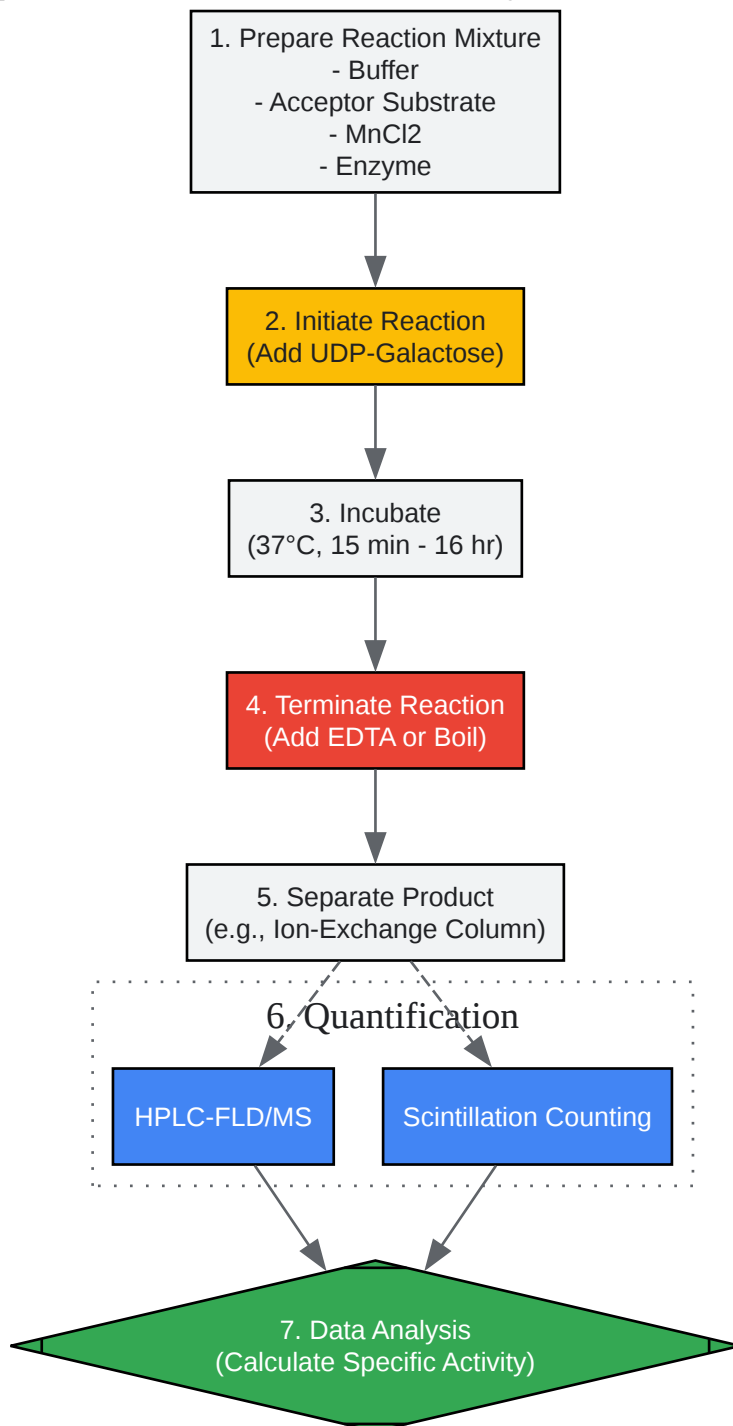 1. Prepare Reaction Mixture
- Buffer
- Acceptor Substrate
- MnCl2
- Enzyme
2. Initiate Reaction
(Add UDP-Galactose)
3. Incubate
(37°C, 15 min - 16 hr)
4. Terminate Reaction
(Add EDTA or Boil)
5. Separate Product
(e.g., Ion-Exchange Column)
6. Quantification
HPLC-FLD/MS
Scintillation Counting
7. Data Analysis
(Calculate Specific Activity)